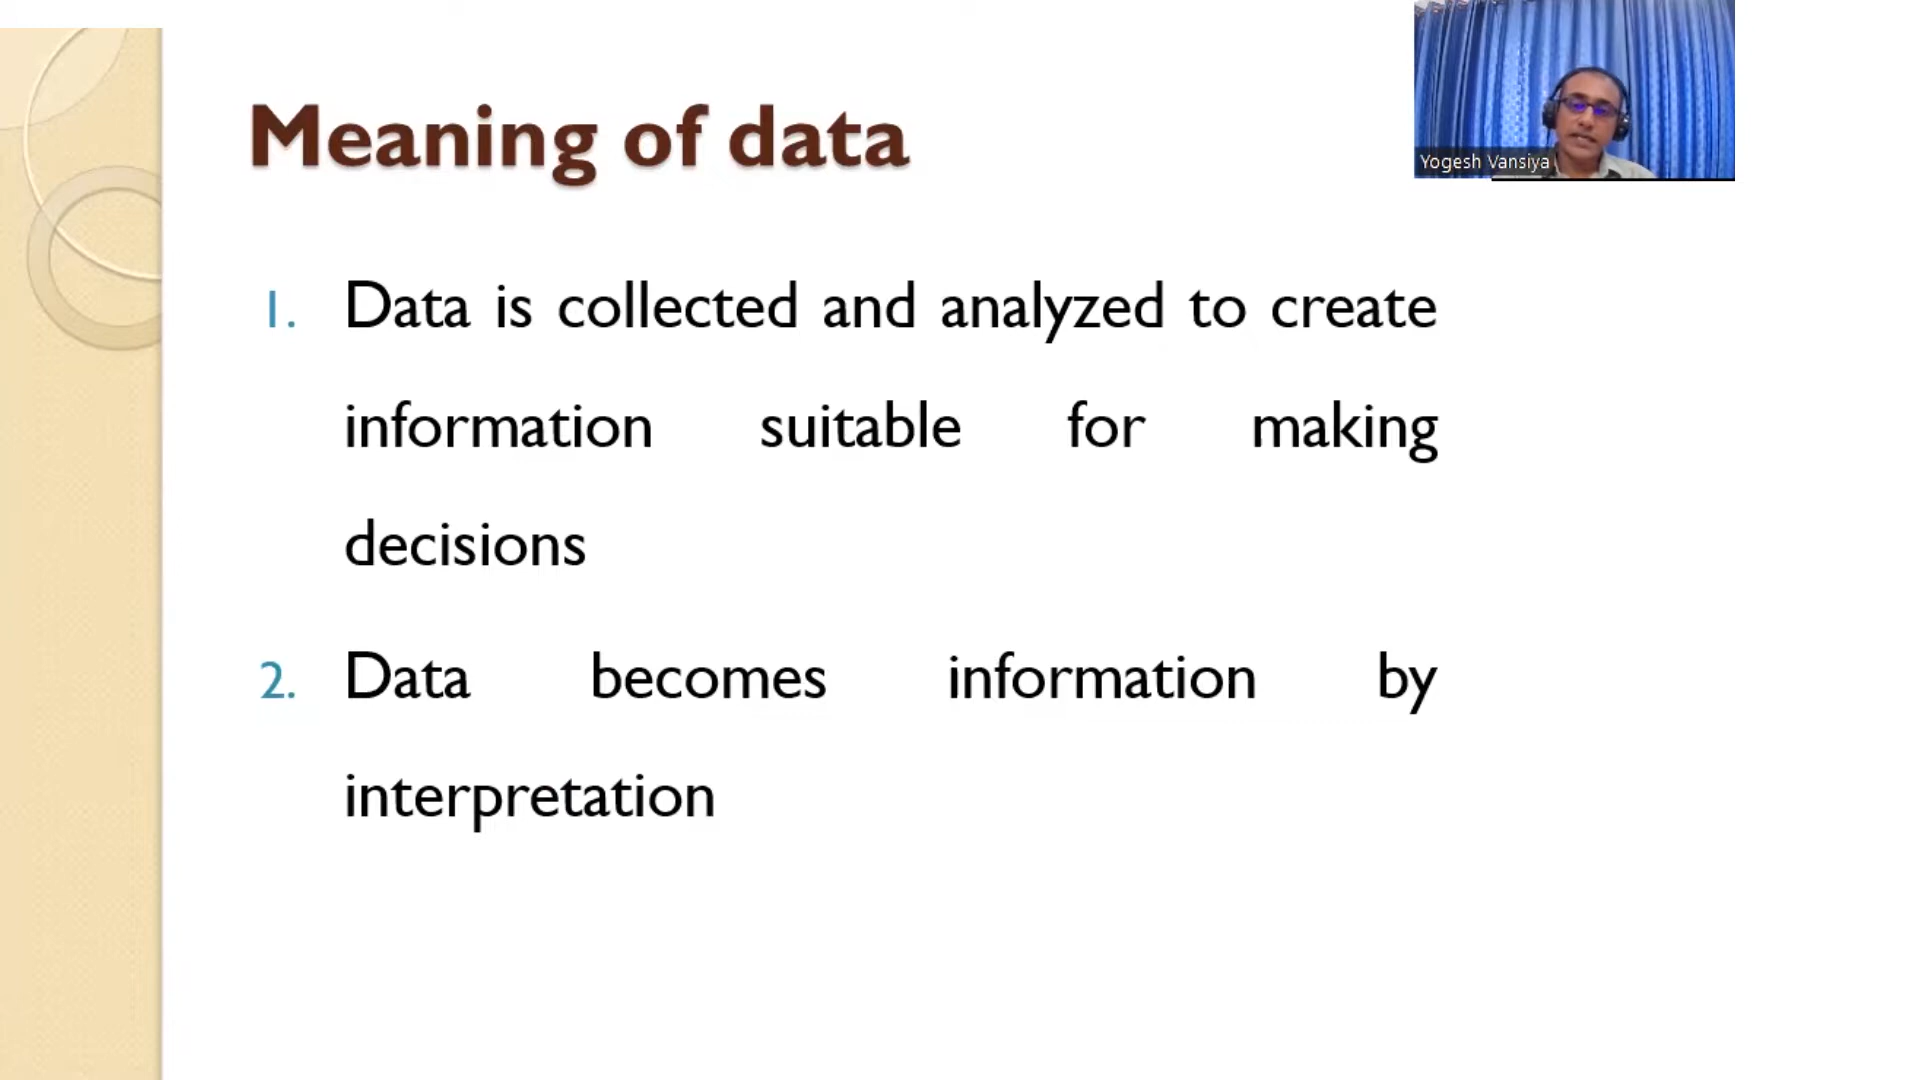 Meaning of data
Yogesh Vansiya
1. Data is collected and analyzed to create
information suitable for making
decisions
2. Data becomes information by
interpretation